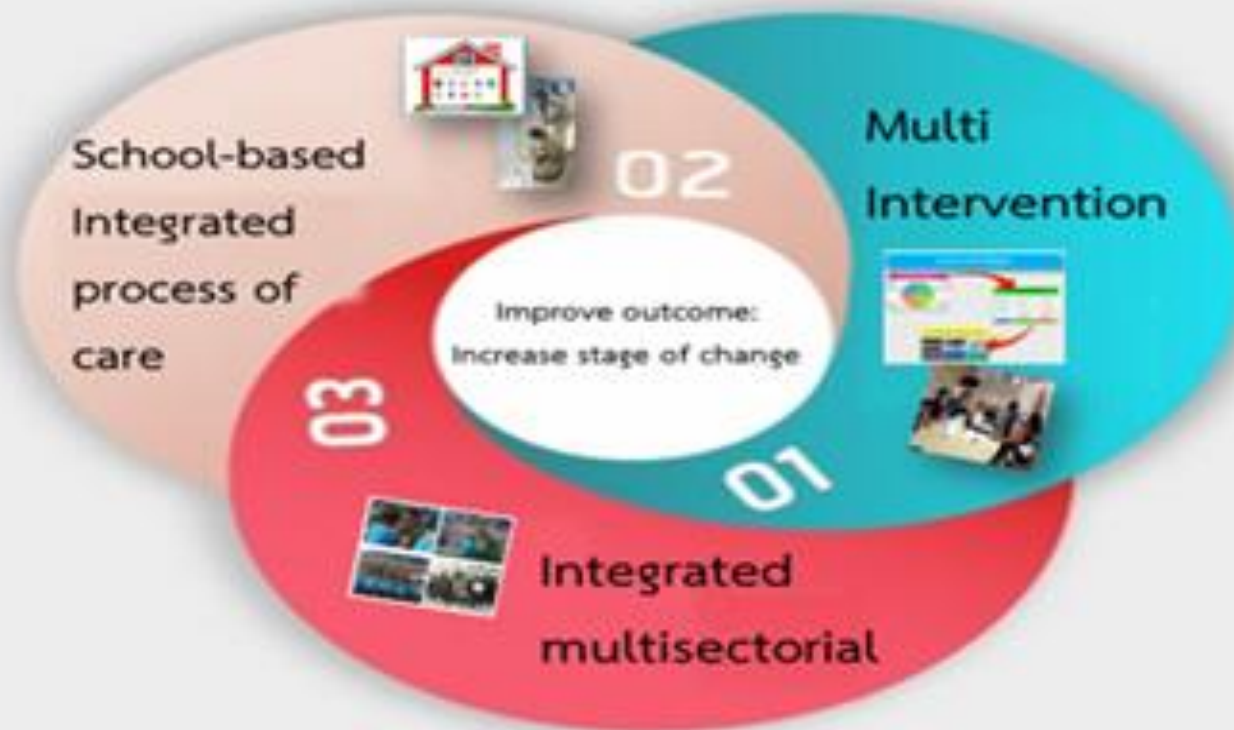 01
Multi
Intervention
02
School-based
Integrated
process of
care
03
Integrated
multisectorial
Improve outcome:
Increase stage of change